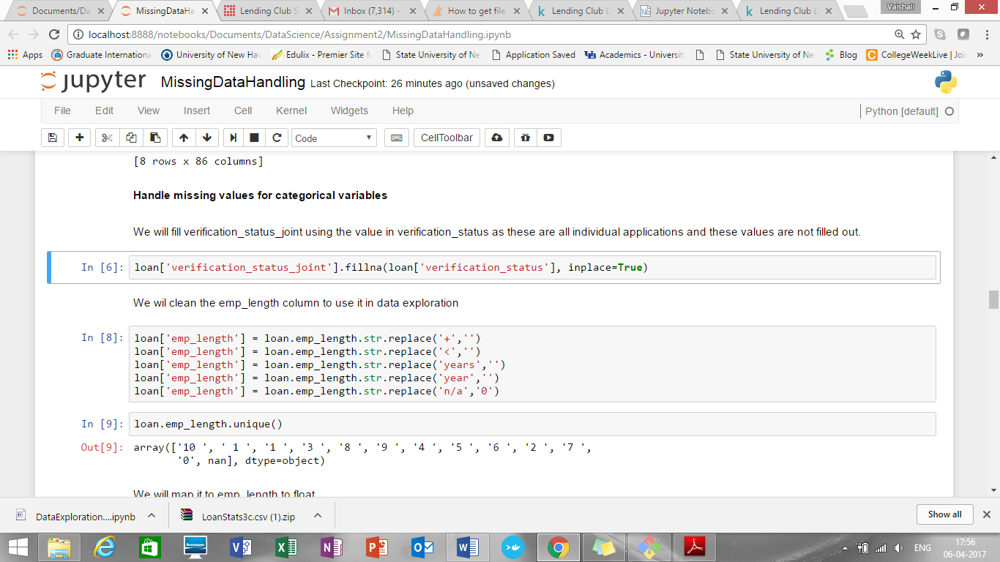 Documents/Da
MissingDataHa
Lending Club S
Inbox (7,314) -
How to get file
Lending Club L
Jupyter Notebo
Lending Club L
Vaishali
localhost:8888/notebooks/Documents/DataScience/Assignment2/MissingDataHandling.ipynb
Apps
Graduate Internationa
University of New Hav
Edulix - Premier Site f
State University of Ne
Application Saved
Academics - Universit
State University of Ne
Blog
CollegeWeekLive | Joi
»
jupyter
MissingDataHandling Last Checkpoint: 26 minutes ago (unsaved changes)
File Edit View Insert Cell Kernel Widgets Help
Python [default]
Code
CellToolbar
[8 rows x 86 columns]
Handle missing values for categorical variables
We will fill verification_status_joint using the value in verification_status as these are all individual applications and these values are not filled out.
In [6]: loan['verification_status_joint'].fillna(loan['verification_status'], inplace=True)
We wil clean the emp_length column to use it in data exploration
In [8]: loan['emp_length'] = loan.emp_length.str.replace('+','')
loan['emp_length'] = loan.emp_length.str.replace('<','')
loan['emp_length'] = loan.emp_length.str.replace('years','')
loan['emp_length'] = loan.emp_length.str.replace('year','')
loan['emp_length'] = loan.emp_length.str.replace('n/a','0')
In [9]: loan.emp_length.unique()
Out[9]: array(['10 ', ' 1 ', '1 ', '3 ', '8 ', '9 ', '4 ', '5 ', '6 ', '2 ', '7 ',
'0', nan], dtype=object)
We will map it to emp_length to float
DataExploration....ipynb
LoanStats3c.csv (1).zip
Show all
lenovo
ENG
17:56
06-04-2017